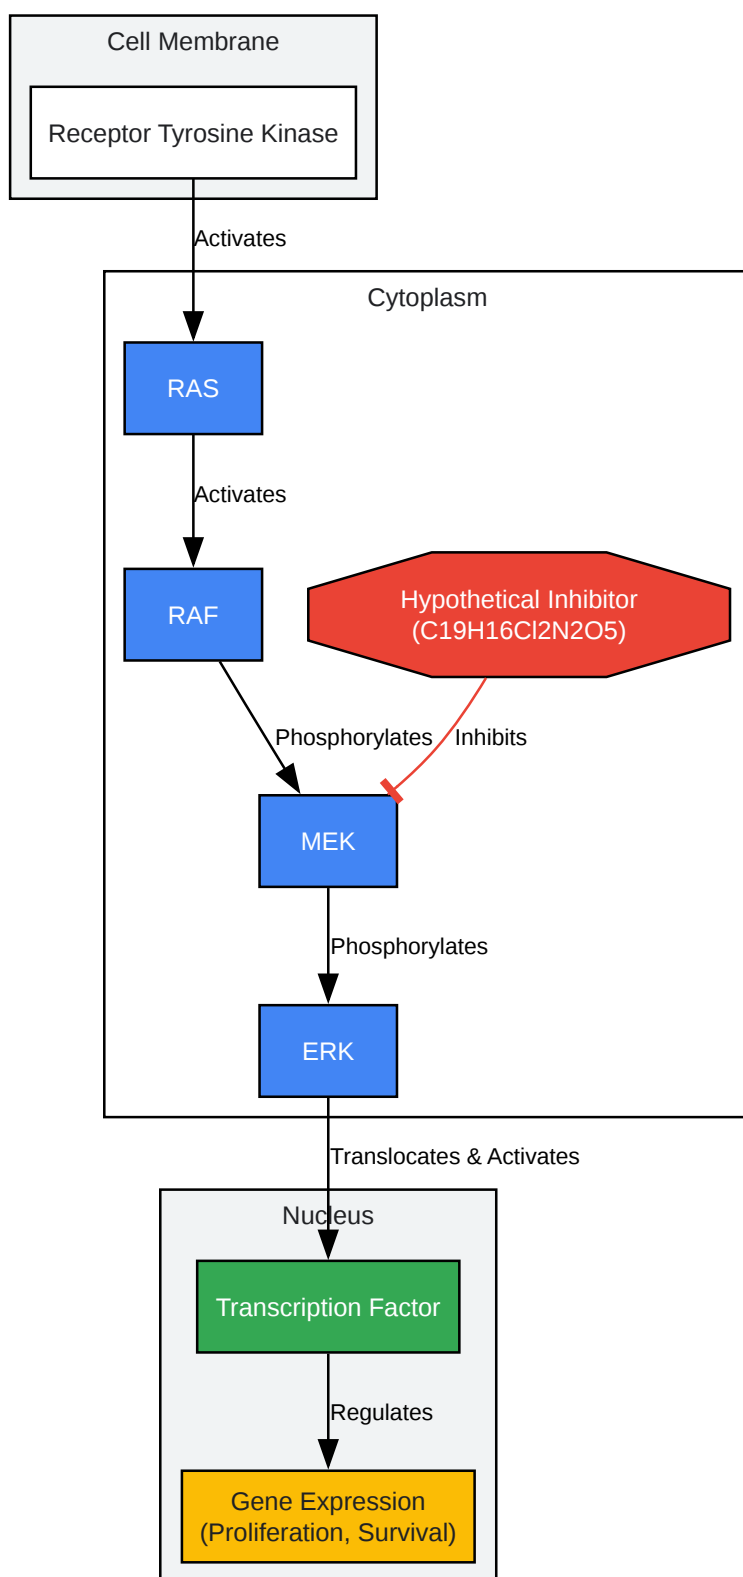 Cell Membrane
Receptor Tyrosine Kinase
Activates
Cytoplasm
RAS
Activates
RAF
Hypothetical Inhibitor
(C19H16Cl2N2O5)
Phosphorylates
Inhibits
MEK
Phosphorylates
ERK
Translocates & Activates
Nucleus
Transcription Factor
Regulates
Gene Expression
(Proliferation, Survival)